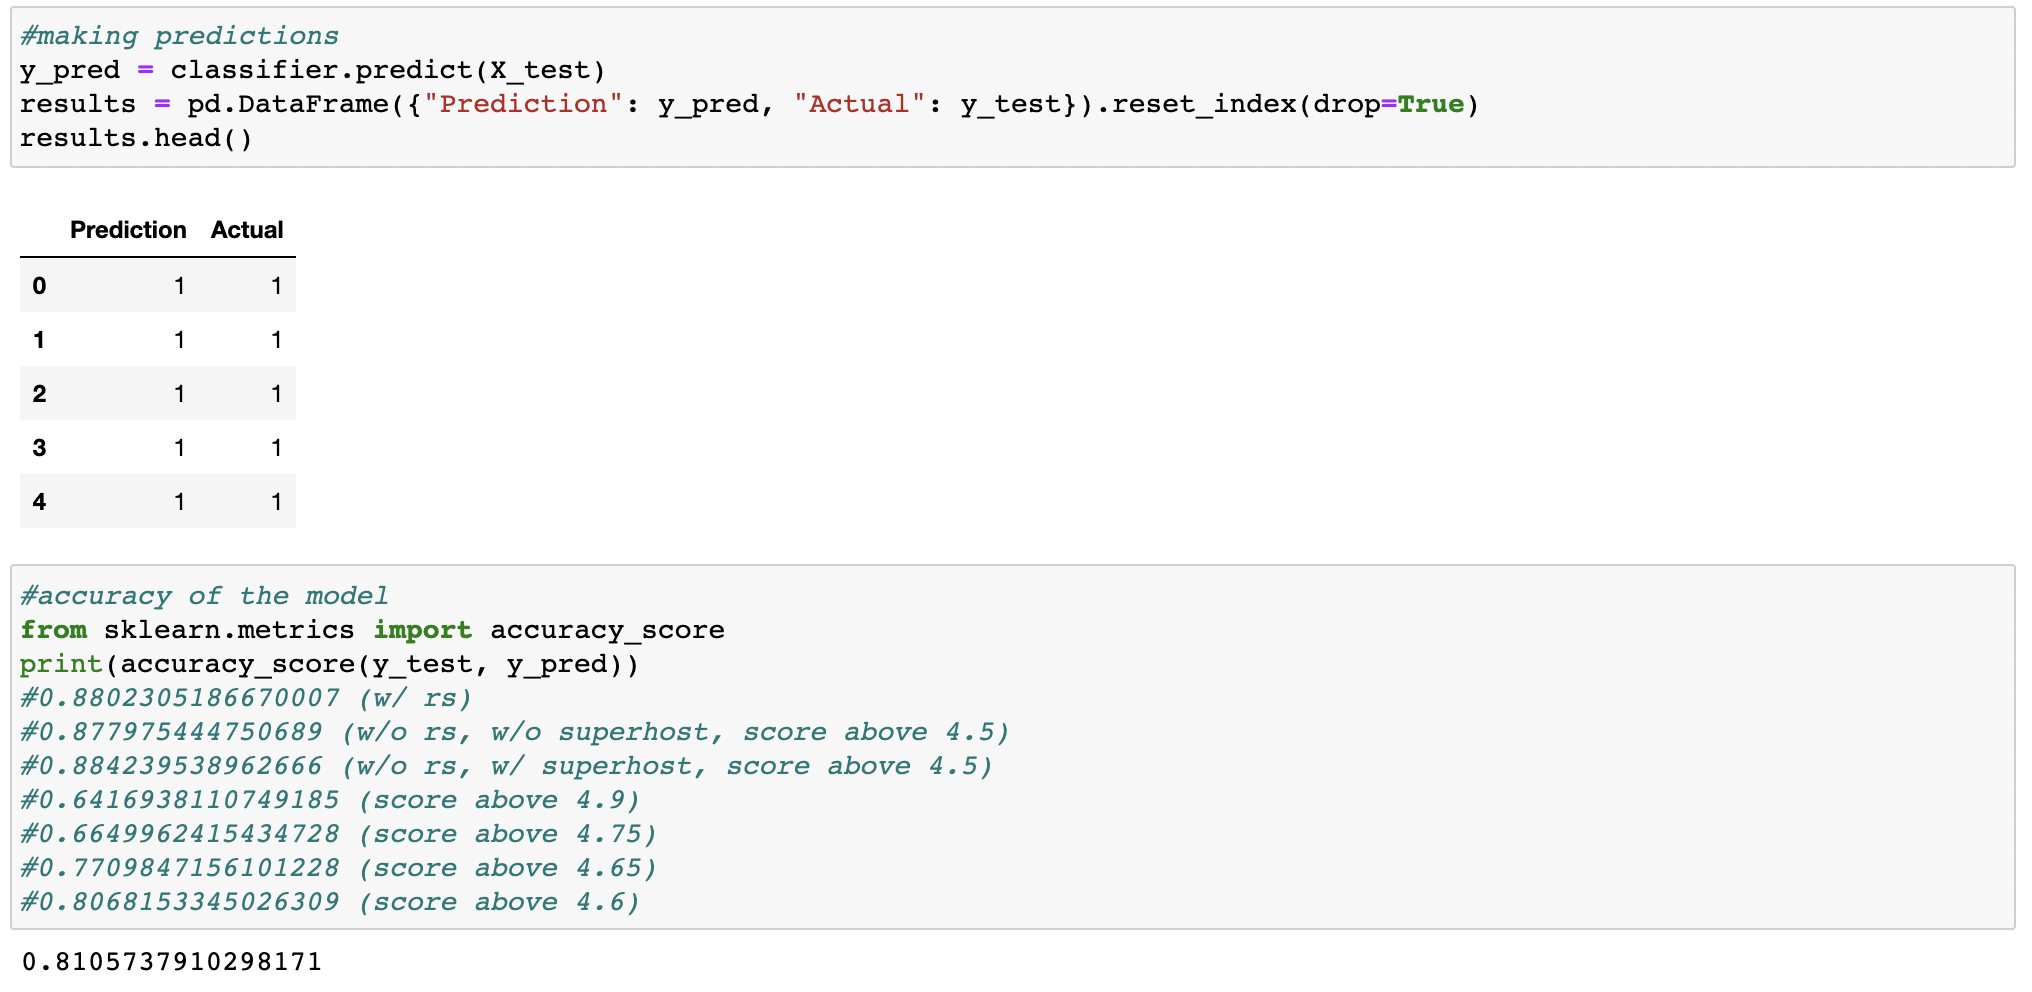 #making predictions
y_pred = classifier.predict(X_test)
results = pd.DataFrame({"Prediction": y_pred, "Actual": y_test}).reset_index(drop=True)
results.head()
Prediction Actual
0 1 1
1 1 1
2 1 1
3 1 1
4 1 1
#accuracy of the model
from sklearn.metrics import accuracy_score
print(accuracy_score(y_test, y_pred))
#0.8802305186670007 (w/ rs)
#0.877975444750689 (w/o rs, w/o superhost, score above 4.5)
#0.884239538962666 (w/o rs, w/ superhost, score above 4.5)
#0.6416938110749185 (score above 4.9)
#0.6649962415434728 (score above 4.75)
#0.7709847156101228 (score above 4.65)
#0.8068153345026309 (score above 4.6)
0.8105737910298171